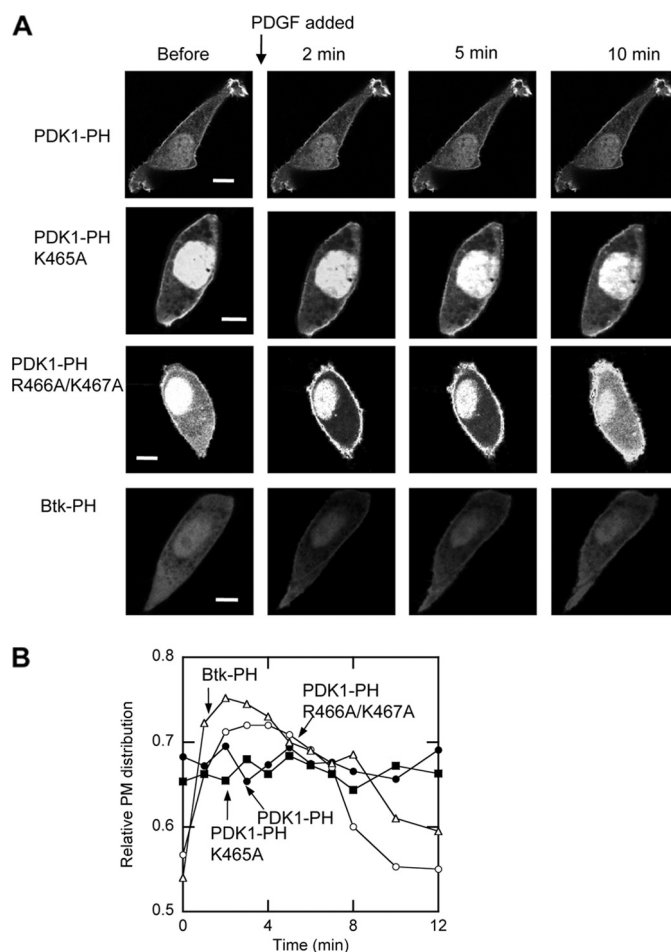 A
PDGF added
Before
2 min
5 min
10 min
PDK1-PH
PDK1-PH
K465A
PDK1-PH
R466A/K467A
Btk-PH
B
0.8
0.7
0.6
0.5
Relative PM distribution
Btk-PH
PDK1-PH
R466A/K467A
PDK1-PH
PDK1-PH
K465A
0
4
8
12
Time (min)